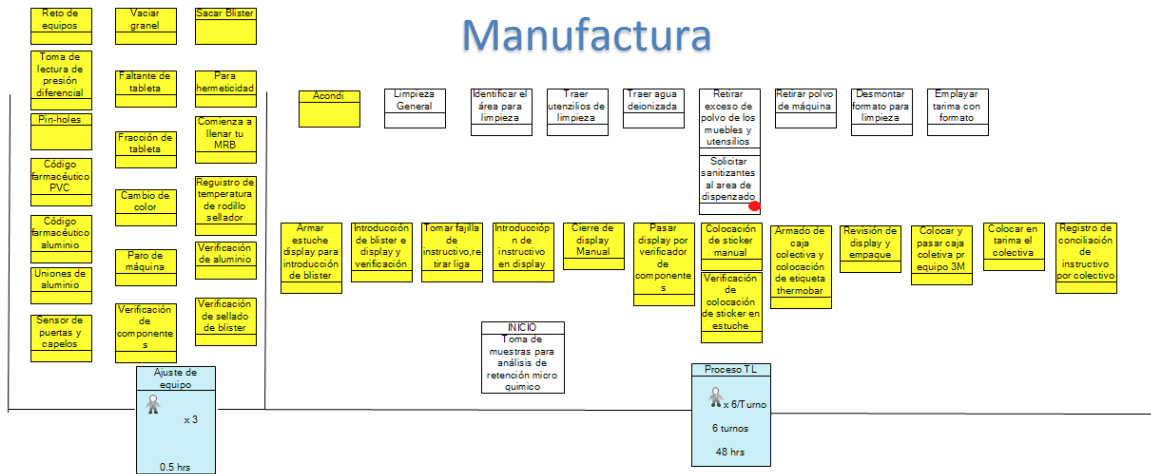 Manufactura
Reto de
equipos
Vaciar
granel
Sacar Blister
Toma de
lectura de
presión
diferencial
Faltante de
tableta
Para
hermeticidad
Pin-holes
Fracción de
tableta
Comienza a
llenar tu
MRB
Código
farmacéutico
PVC
Cambio de
color
Reguistro de
temperatura
de rodillo
sellador
Código
farmacéutico
aluminio
Paro de
máquina
Verificación
de aluminio
Uniones de
aluminio
Sensor de
puertas y
capelos
Verificación
de
componente
s
Verificación
de sellado
de blister
Ajuste de
equipo
x 3
0.5 hrs
Acondi
Limpieza
General
Identificar el
área para
limpieza
Traer
utenzilios de
limpieza
Traer agua
deionizada
Retirar
exceso de
polvo de los
muebles y
utensilios
Retirar polvo
de máquina
Desmontar
formato para
limpieza
Emplayar
tarima con
formato
Solicitar
sanitizantes
al area de
dispenzado
Armar
estuche
display para
introducción
de blister
Introducción
de blister e
display y
verificación
Tomar fajilla
de
instructivo,re
tirar liga
Introduccióp
n de
instructivo
en display
Cierre de
display
Manual
Pasar
display por
verificador
de
componente
s
Colocación
de sticker
manual
Verificación
de
colocación
de sticker en
estuche
Armado de
caja
colectiva y
colocación
de etiqueta
thermobar
Revisión de
display y
empaque
Colocar y
pasar caja
coletiva pr
equipo 3M
Colocar en
tarima el
colectiva
Registro de
conciliación
de
instructivo
por colectivo
INICIO
Toma de
muestras para
análisis de
retención micro
quimico
Proceso TL
x 6/Turno
6 turnos
48 hrs